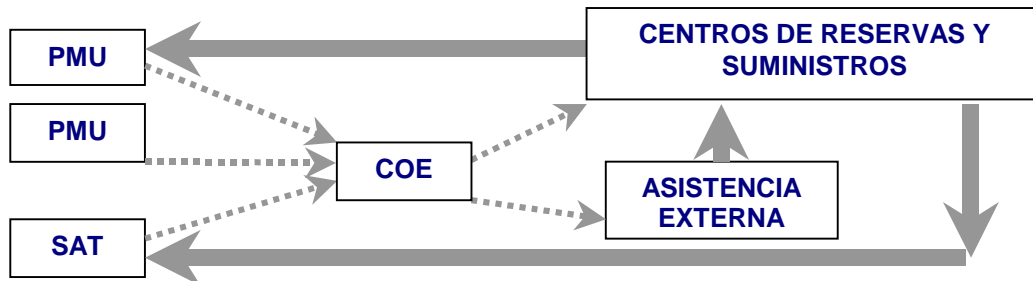 PMU
PMU
SAT
COE
CENTROS DE RESERVAS Y
SUMINISTROS
ASISTENCIA
EXTERNA